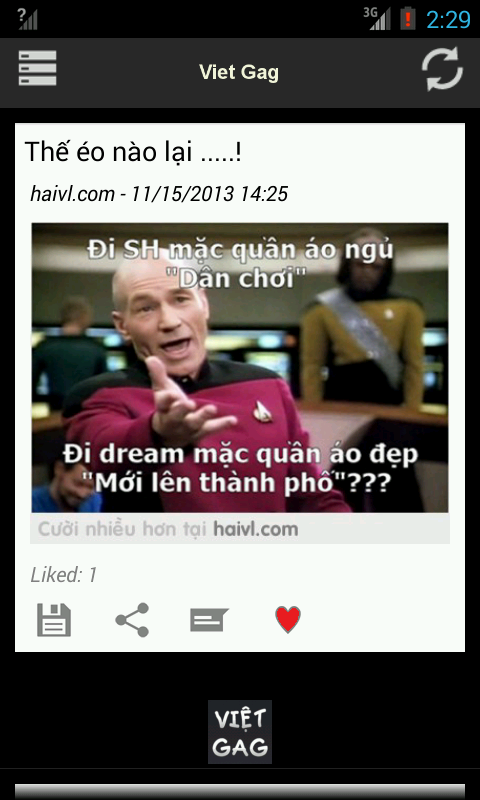 3G 2:29
Viet Gag
Thế éo nào lại .....!
haivl.com - 11/15/2013 14:25
Đi SH mặc quần áo ngủ
"Dân chơi"
Đi dream mặc quần áo đẹp
"Mới lên thành phố"???
Cười nhiều hơn tại haivl.com
Liked: 1
VIỆT
GAG